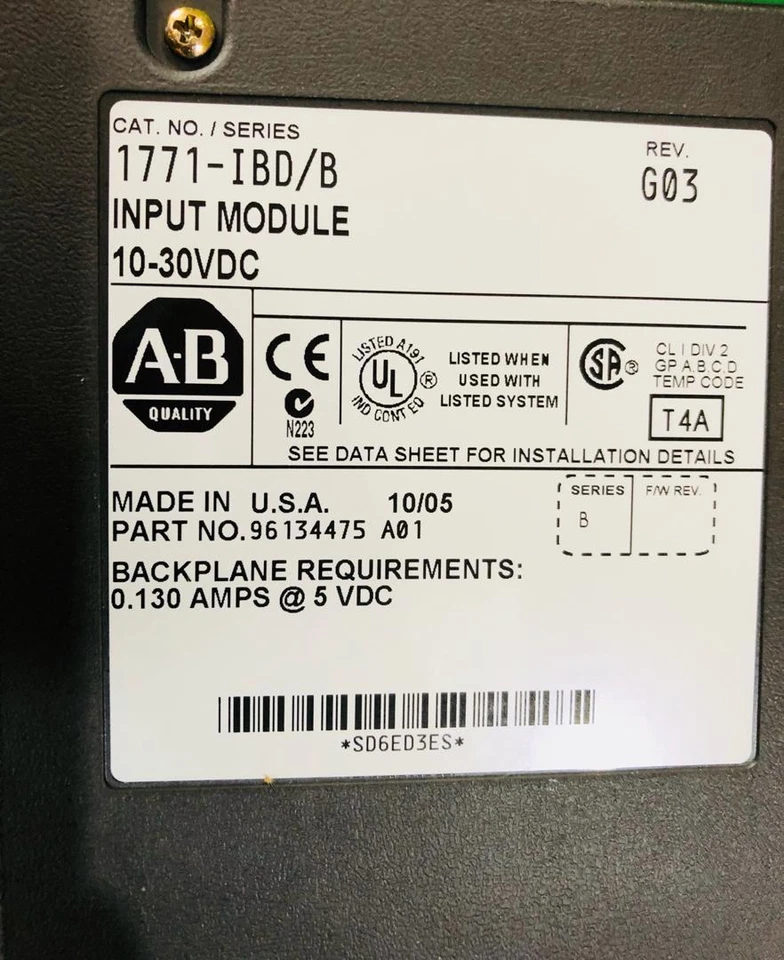 CAT. NO. / SERIES
1771-IBD/B
REV.
G03
INPUT MODULE
10-30VDC
A·B
QUALITY
CE
N223
LISTED A191
UL
®
IND CONT EQ
LISTED WHEN
USED WITH
LISTED SYSTEM
SA ®
CL I DIV 2
GP A.B.C.D
TEMP CODE
T4A
SEE DATA SHEET FOR INSTALLATION DETAILS
MADE IN U.S.A. 10/05
PART NO.96134475 A01
SERIES
B
F/W REV.
BACKPLANE REQUIREMENTS:
0.130 AMPS @ 5 VDC
*SD6ED3ES*